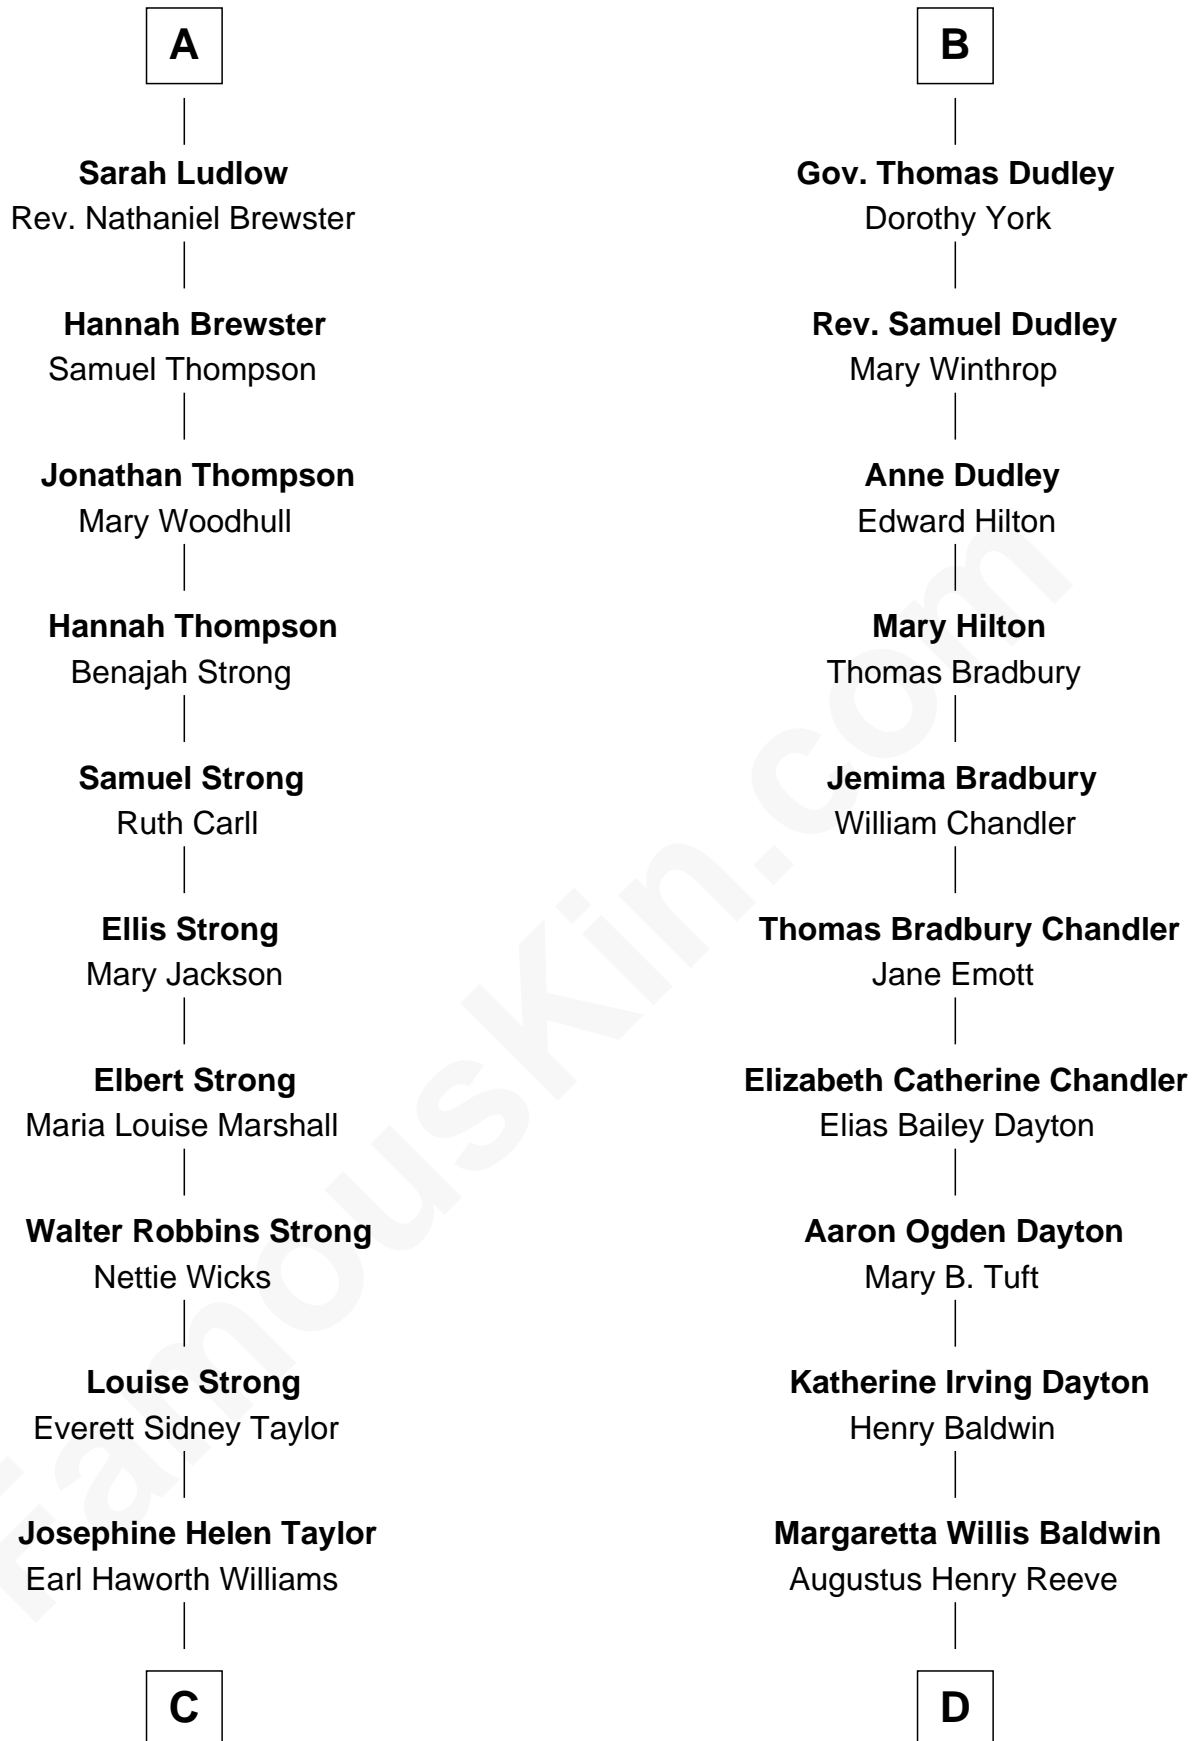 A
Sarah Ludlow
Rev. Nathaniel Brewster
Hannah Brewster
Samuel Thompson
Jonathan Thompson
Mary Woodhull
Hannah Thompson
Benajah Strong
Samuel Strong
Ruth Carll
Ellis Strong
Mary Jackson
Elbert Strong
Maria Louise Marshall
Walter Robbins Strong
Nettie Wicks
Louise Strong
Everett Sidney Taylor
Josephine Helen Taylor
Earl Haworth Williams
C
B
Gov. Thomas Dudley
Dorothy York
Rev. Samuel Dudley
Mary Winthrop
Anne Dudley
Edward Hilton
Mary Hilton
Thomas Bradbury
Jemima Bradbury
William Chandler
Thomas Bradbury Chandler
Jane Emott
Elizabeth Catherine Chandler
Elias Bailey Dayton
Aaron Ogden Dayton
Mary B. Tuft
Katherine Irving Dayton
Henry Baldwin
Margaretta Willis Baldwin
Augustus Henry Reeve
D
FamousKin.com